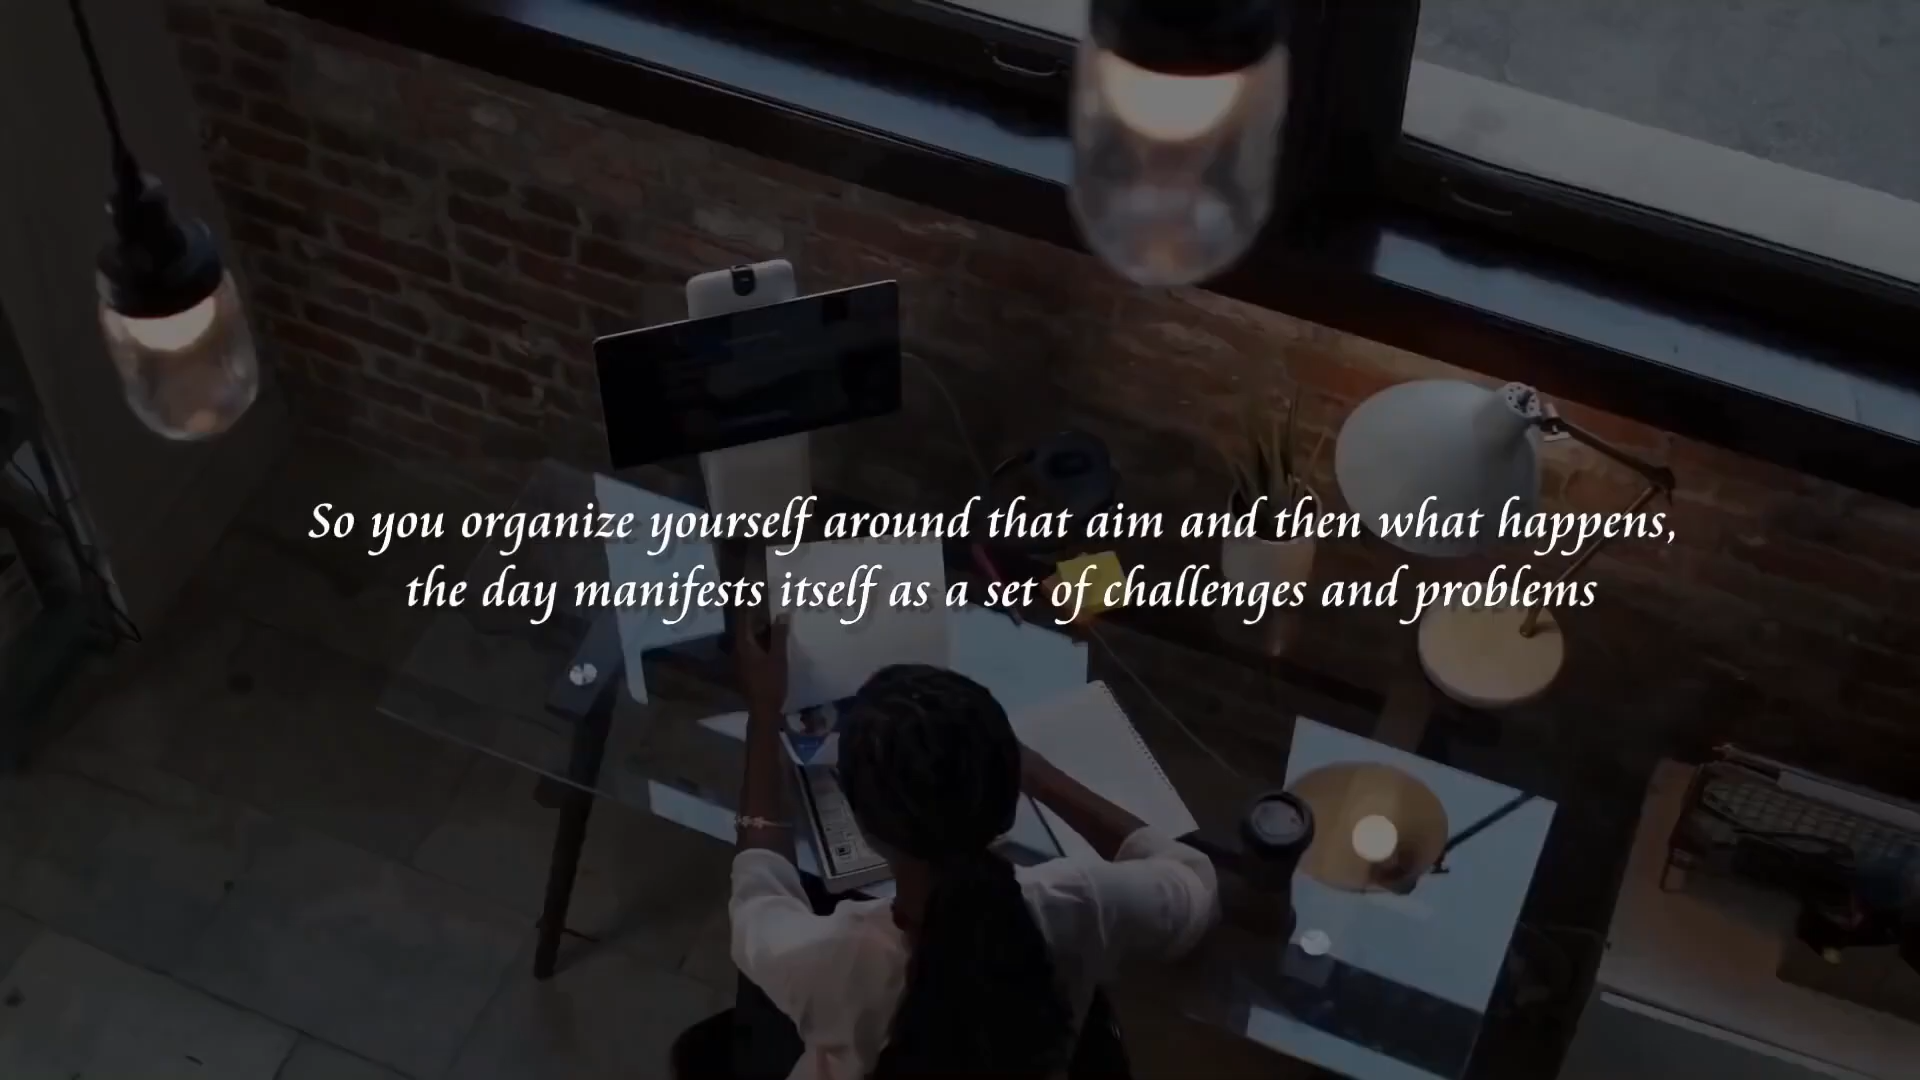 So you organize yourself around that aim and then what happens,
the day manifests itself as a set of challenges and problems